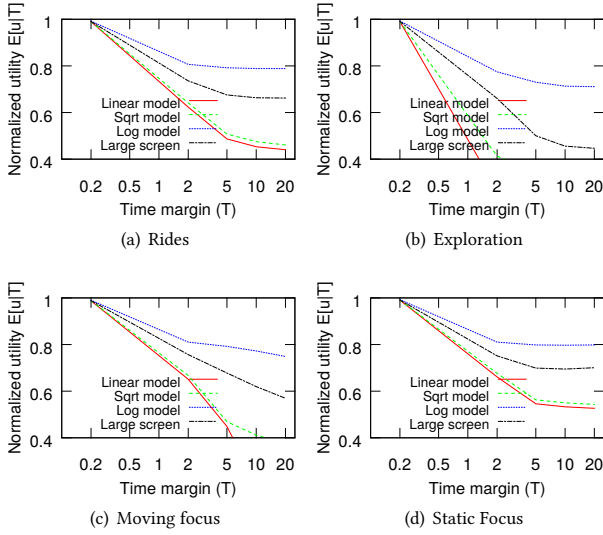 Normalized utility E[u|T]
1
0.8
0.6
0.4
Linear model
Sqrt model
Log model
Large screen
0.2 0.5 1 2 5 10 20
Time margin (T)
(a) Rides
Normalized utility E[u|T]
1
0.8
0.6
0.4
Linear model
Sqrt model
Log model
Large screen
0.2 0.5 1 2 5 10 20
Time margin (T)
(b) Exploration
Normalized utility E[u|T]
1
0.8
0.6
0.4
Linear model
Sqrt model
Log model
Large screen
0.2 0.5 1 2 5 10 20
Time margin (T)
(c) Moving focus
Normalized utility E[u|T]
1
0.8
0.6
0.4
Linear model
Sqrt model
Log model
Large screen
0.2 0.5 1 2 5 10 20
Time margin (T)
(d) Static Focus